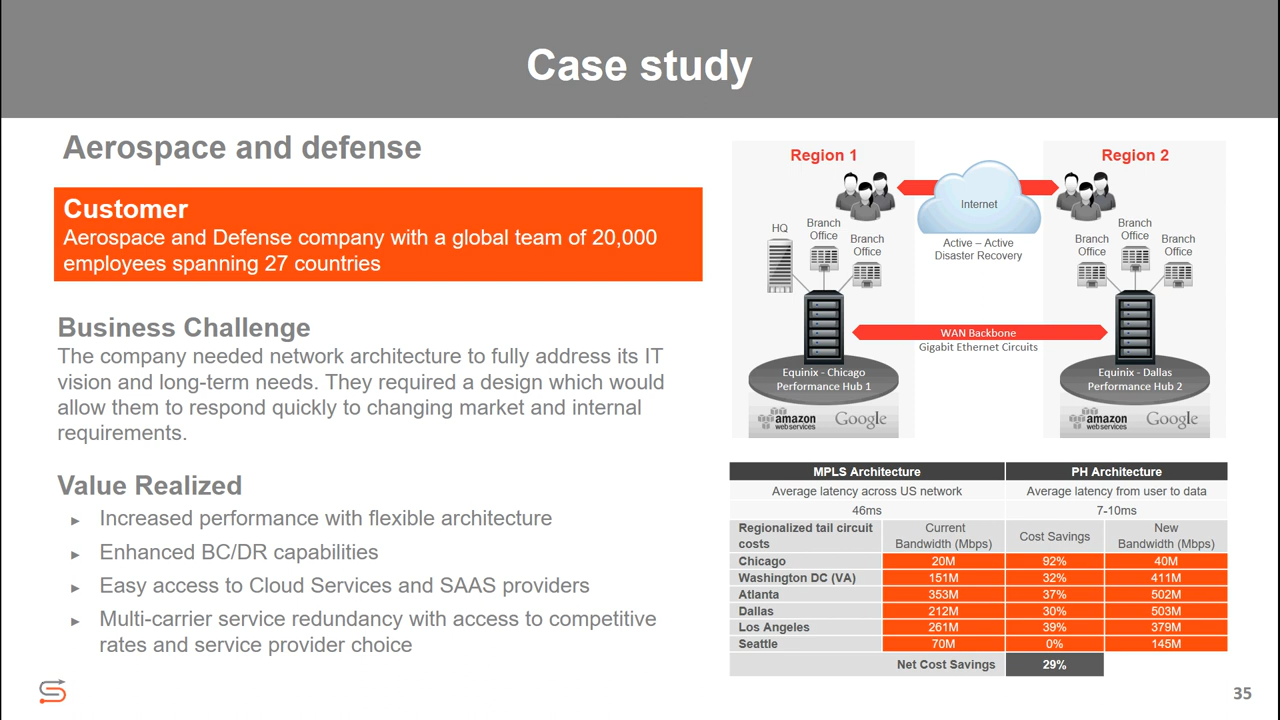 Case study
Aerospace and defense
Customer
Aerospace and Defense company with a global team of 20,000
employees spanning 27 countries
Business Challenge
The company needed network architecture to fully address its IT
vision and long-term needs. They required a design which would
allow them to respond quickly to changing market and internal
requirements.
Value Realized
► Increased performance with flexible architecture
► Enhanced BC/DR capabilities
► Easy access to Cloud Services and SAAS providers
► Multi-carrier service redundancy with access to competitive
rates and service provider choice
Region 1
Region 2
Internet
Active – Active
Disaster Recovery
HQ
Branch
Office
Branch
Office
Branch
Office
Branch
Office
Branch
Office
WAN Backbone
Gigabit Ethernet Circuits
Equinix - Chicago
Performance Hub 1
Equinix - Dallas
Performance Hub 2
amazon
webservices
Google
amazon
webservices
Google
MPLS Architecture PH Architecture
Average latency across US network Average latency from user to data
46ms 7-10ms
Regionalized tail circuit
costs
Current
Bandwidth (Mbps)
Cost Savings
New
Bandwidth (Mbps)
Chicago 20M 92% 40M
Washington DC (VA) 151M 32% 411M
Atlanta 353M 37% 502M
Dallas 212M 30% 503M
Los Angeles 261M 39% 379M
Seattle 70M 0% 145M
Net Cost Savings 29%
35